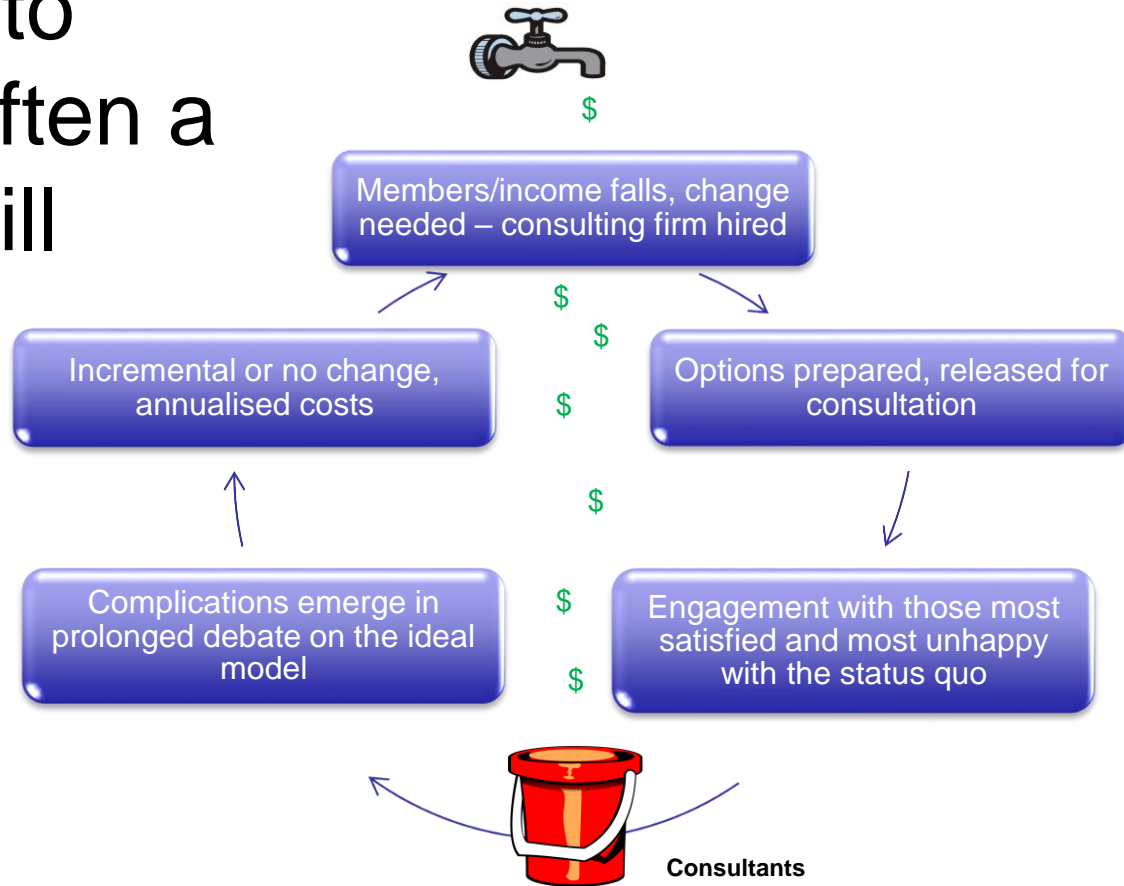 to
ften a
ill
$
Members/income falls, change
needed – consulting firm hired
$
$
Options prepared, released for
consultation
Incremental or no change,
annualised costs
$
$
Engagement with those most
satisfied and most unhappy
with the status quo
Complications emerge in
prolonged debate on the ideal
model
$
$
Consultants